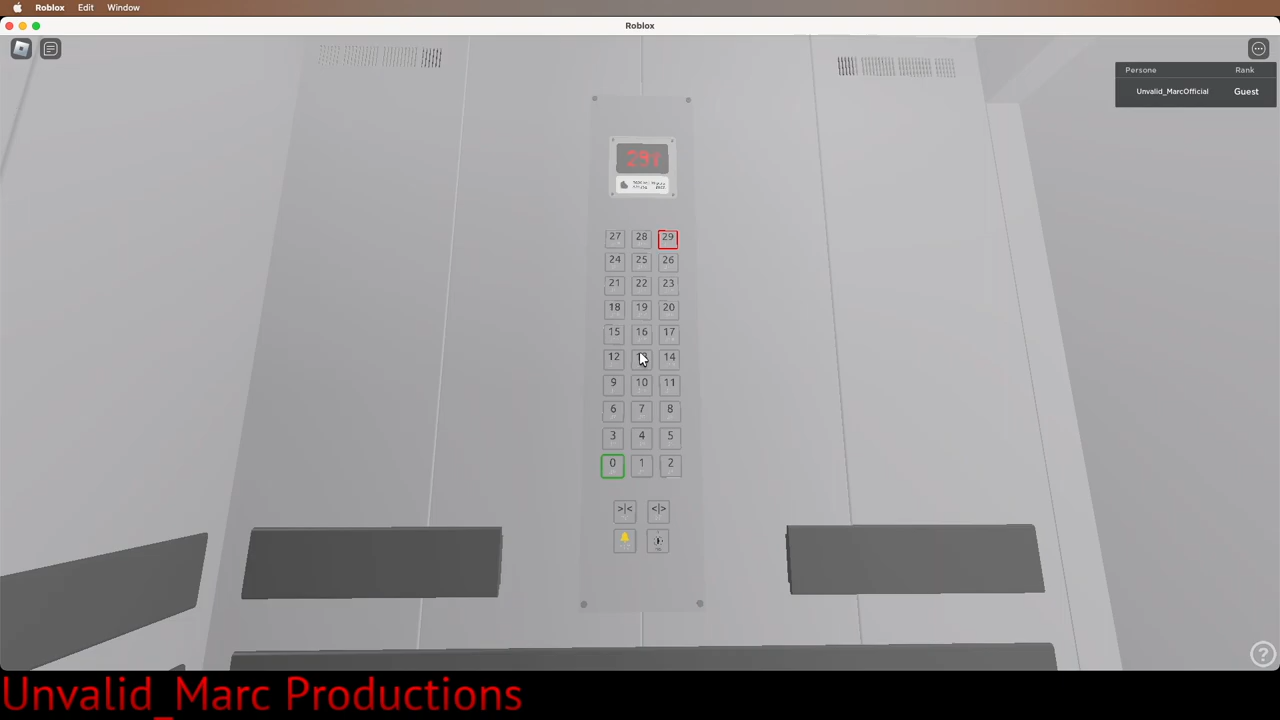 Roblox Edit Window
Roblox
Persone Rank
Unvalid_MarcOfficial Guest
29
27 28 29
24 25 26
21 22 23
18 19 20
15 16 17
12 14
9 10 11
6 7 8
3 4 5
0 1 2
>|< <|>
?
Unvalid_Marc Productions